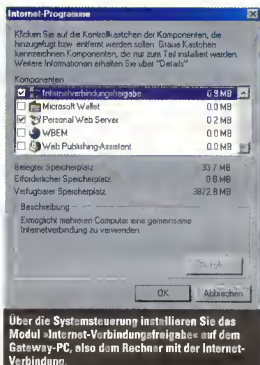 Internet-Programme
Klicken Sie auf die Kontrollkästchen der Komponenten, die
hinzugefügt bzw. entfernt werden sollen. Graue Kästchen
kennzeichnen Komponenten, die nur zum Teil installiert werden.
Weitere Informationen erhalten Sie über "Details"
Komponenten
Internetverbindungsfreigabe 0.9 MB
Microsoft Wallet 0.0 MB
Personal Web Server 0.2 MB
WBEM 0.0 MB
Web Publishing-Assistent 0.0 MB
Belegter Speicherplatz: 33.7 MB
Erforderlicher Speicherplatz: 0.8 MB
Verfügbarer Speicherplatz: 3872.8 MB
Beschreibung
Ermöglicht mehreren Computer eine gemeinsame
Internetverbindung zu verwenden.
OK Abbrechen
Über die Systemsteuerung installieren Sie das
Modul »Internet-Verbindungsfreigabe« auf dem
Gateway-PC, also dem Rechner mit der Internet-
Verbindung.